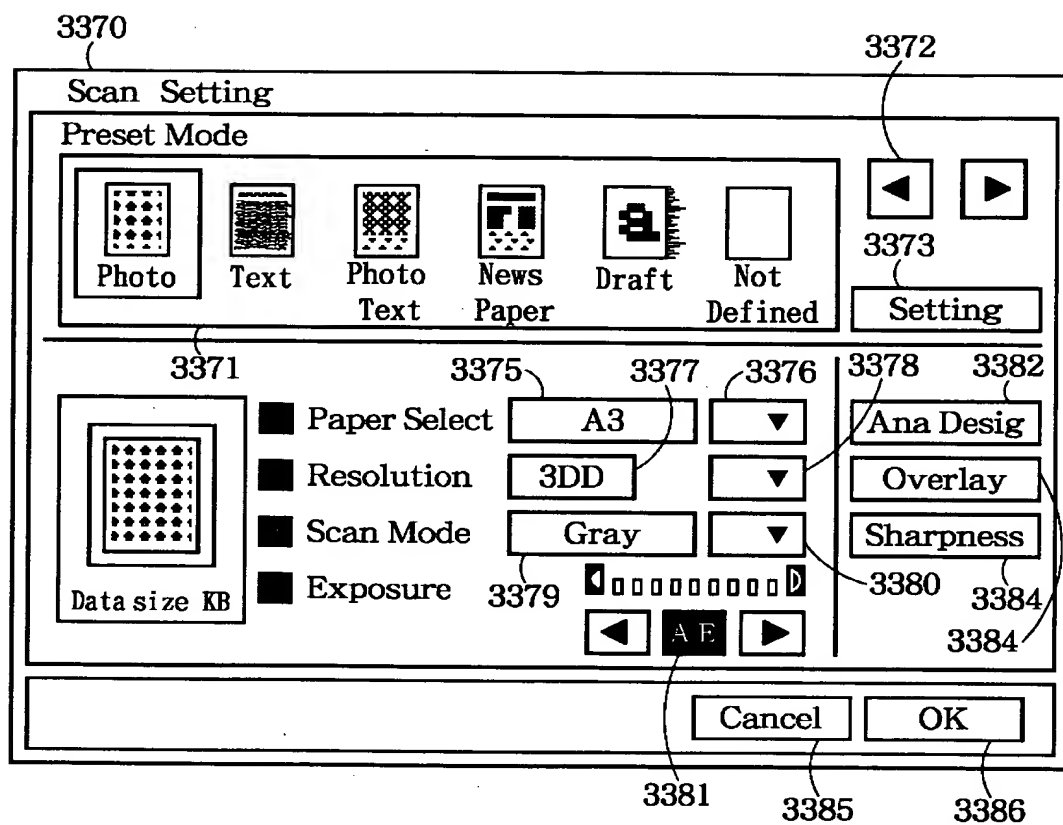 3370
3372
Scan Setting
Preset Mode
Photo
Text
Photo Text
News Paper
Draft
Not Defined
3373
Setting
3371
3375
3377
3376
3378
3382
Paper Select
A3
Ana Desig
Resolution
3DD
Overlay
Scan Mode
Gray
Sharpness
Exposure
3379
3380
3384
Data size KB
A E
3384
Cancel
OK
3381
3385
3386